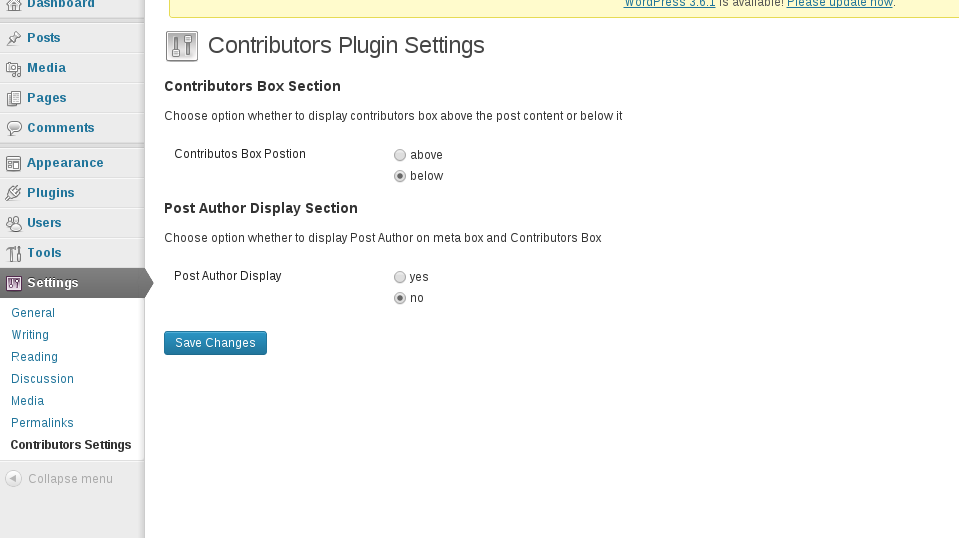 Dashboard
WordPress 3.6.1 is available! Please update now.
Posts
Media
Pages
Comments
Appearance
Plugins
Users
Tools
Settings
General
Writing
Reading
Discussion
Media
Permalinks
Contributors Settings
Collapse menu
Contributors Plugin Settings
Contributors Box Section
Choose option whether to display contributors box above the post content or below it
Contributos Box Postion
above
below
Post Author Display Section
Choose option whether to display Post Author on meta box and Contributors Box
Post Author Display
yes
no
Save Changes